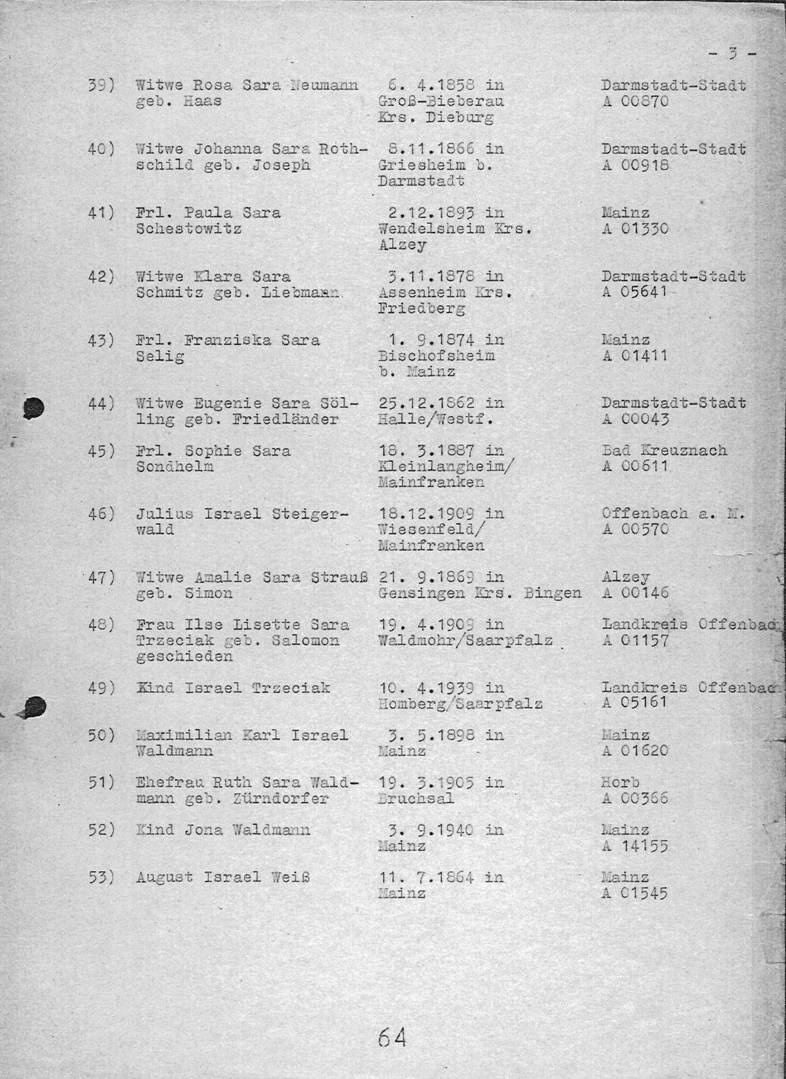 - 3 -
39) Witwe Rosa Sara Neumann 6. 4.1858 in Darmstadt-Stadt
geb. Haas Groß-Bieberau A 00870
Krs. Dieburg
40) Witwe Johanna Sara Roth- 8.11.1866 in Darmstadt-Stadt
schild geb. Joseph Griesheim b. A 00918
Darmstadt
41) Frl. Paula Sara 2.12.1893 in Mainz
Schestowitz Wendelsheim Krs. A 01330
Alzey
42) Witwe Klara Sara 3.11.1878 in Darmstadt-Stadt
Schmitz geb. Liebmann Assenheim Krs. A 05641
Friedberg
43) Frl. Franziska Sara 1. 9.1874 in Mainz
Selig Bischofsheim A 01411
b. Mainz
44) Witwe Eugenie Sara Söl- 25.12.1862 in Darmstadt-Stadt
ling geb. Friedländer Halle/Westf. A 00043
45) Frl. Sophie Sara 18. 3.1887 in Bad Kreuznach
Sondhelm Kleinlangheim/ A 00611
Mainfranken
46) Julius Israel Steiger- 18.12.1909 in Offenbach a. M.
wald Wiesenfeld/ A 00570
Mainfranken
47) Witwe Amalie Sara Strauß 21. 9.1869 in Alzey
geb. Simon Gensingen Krs. Bingen A 00146
48) Frau Ilse Lisette Sara 19. 4.1909 in Landkreis Offenbac
Trzeciak geb. Salomon Waldmohr/Saarpfalz A 01157
geschieden
49) Kind Israel Trzeciak 10. 4.1939 in Landkreis Offenbac
Homberg/Saarpfalz A 05161
50) Maximilian Karl Israel 3. 5.1898 in Mainz
Waldmann Mainz A 01620
51) Ehefrau Ruth Sara Wald- 19. 3.1905 in Horb
mann geb. Zürndorfer Bruchsal A 00366
52) Kind Jona Waldmann 3. 9.1940 in Mainz
Mainz A 14155
53) August Israel Weiß 11. 7.1864 in Mainz
Mainz A 01545
64